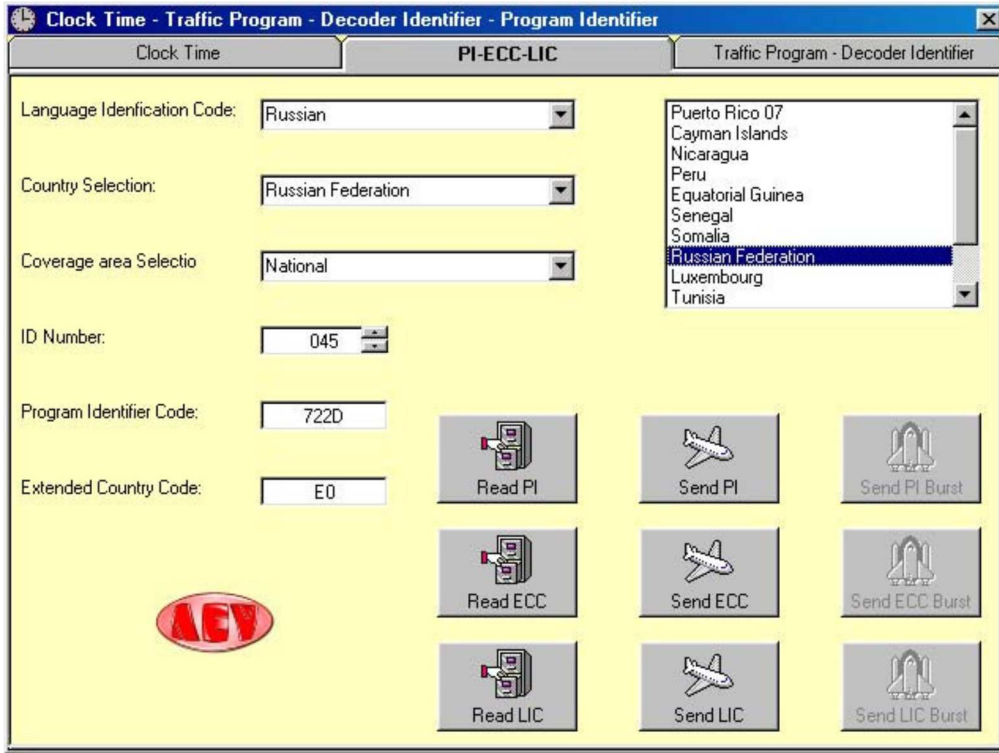 Clock Time - Traffic Program - Decoder Identifier - Program Identifier
Clock Time
PI-ECC-LIC
Traffic Program - Decoder Identifier
Language Idenfication Code:
Russian
Country Selection:
Russian Federation
Coverage area Selectio
National
ID Number:
045
Program Identifier Code:
722D
Extended Country Code:
E0
Puerto Rico 07
Cayman Islands
Nicaragua
Peru
Equatorial Guinea
Senegal
Somalia
Russian Federation
Luxembourg
Tunisia
Read PI
Send PI
Send PI Burst
Read ECC
Send ECC
Send ECC Burst
Read LIC
Send LIC
Send LIC Burst
AEV